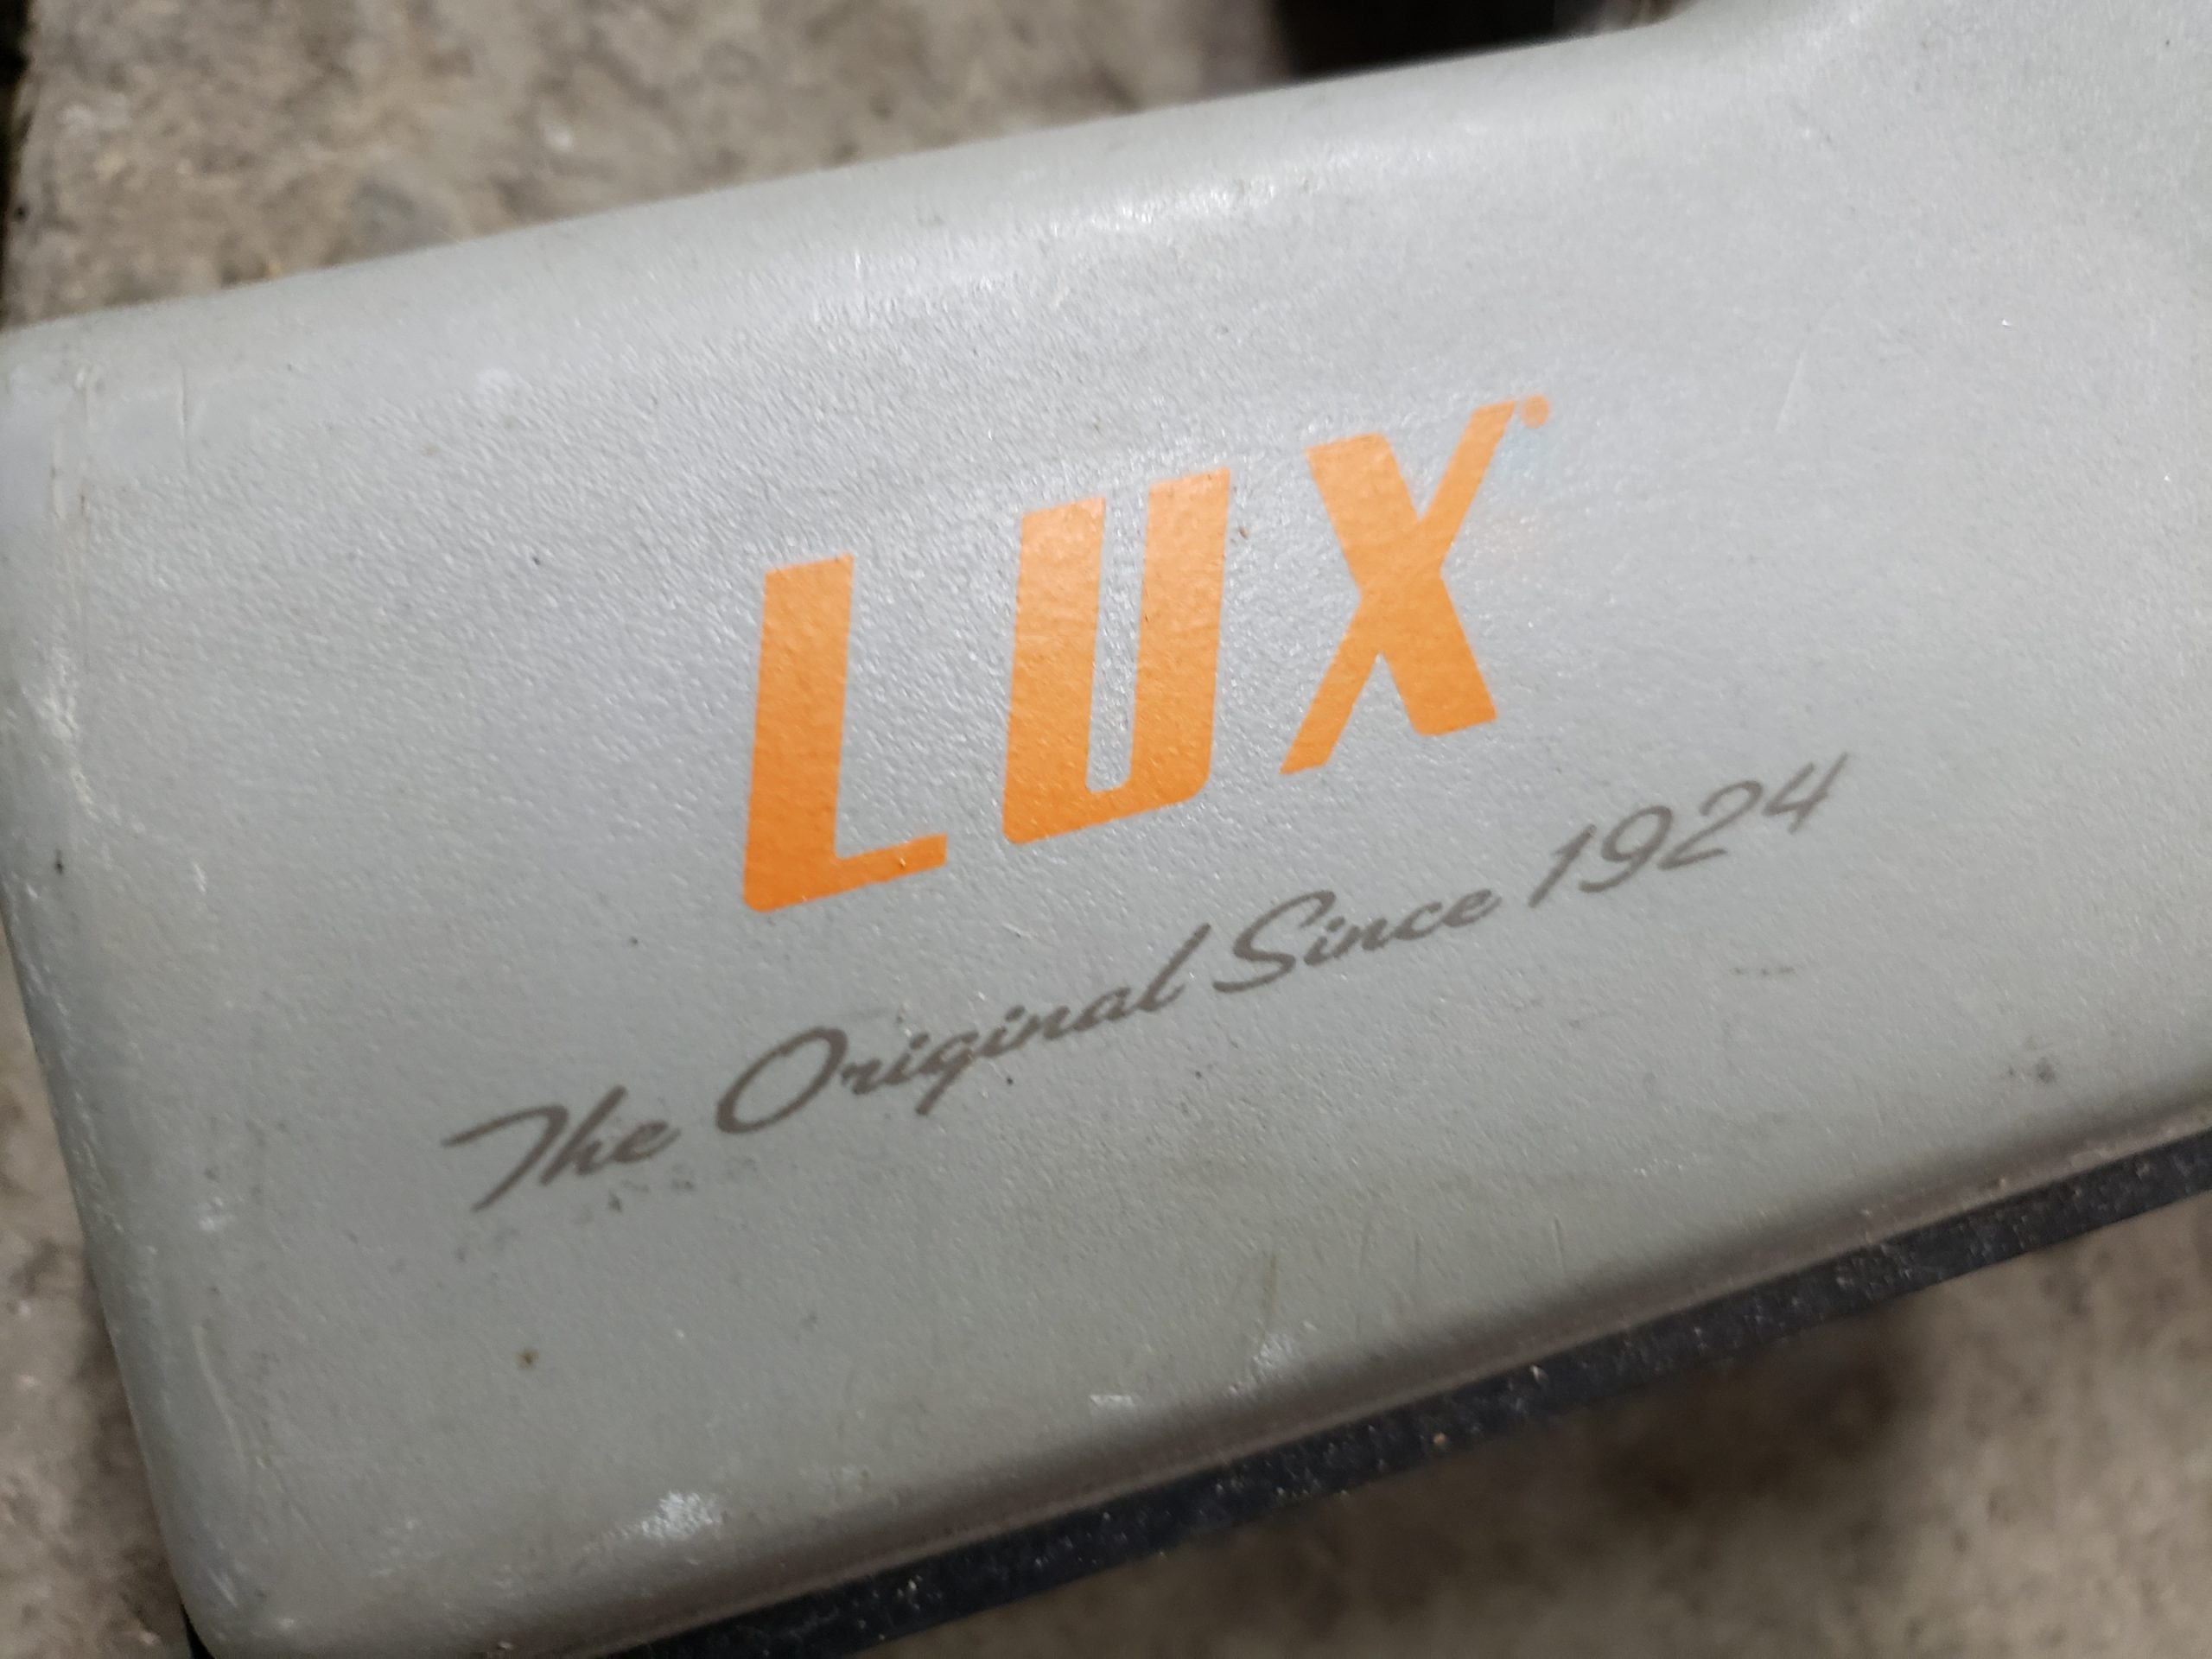 LUX
The Original Since 1924